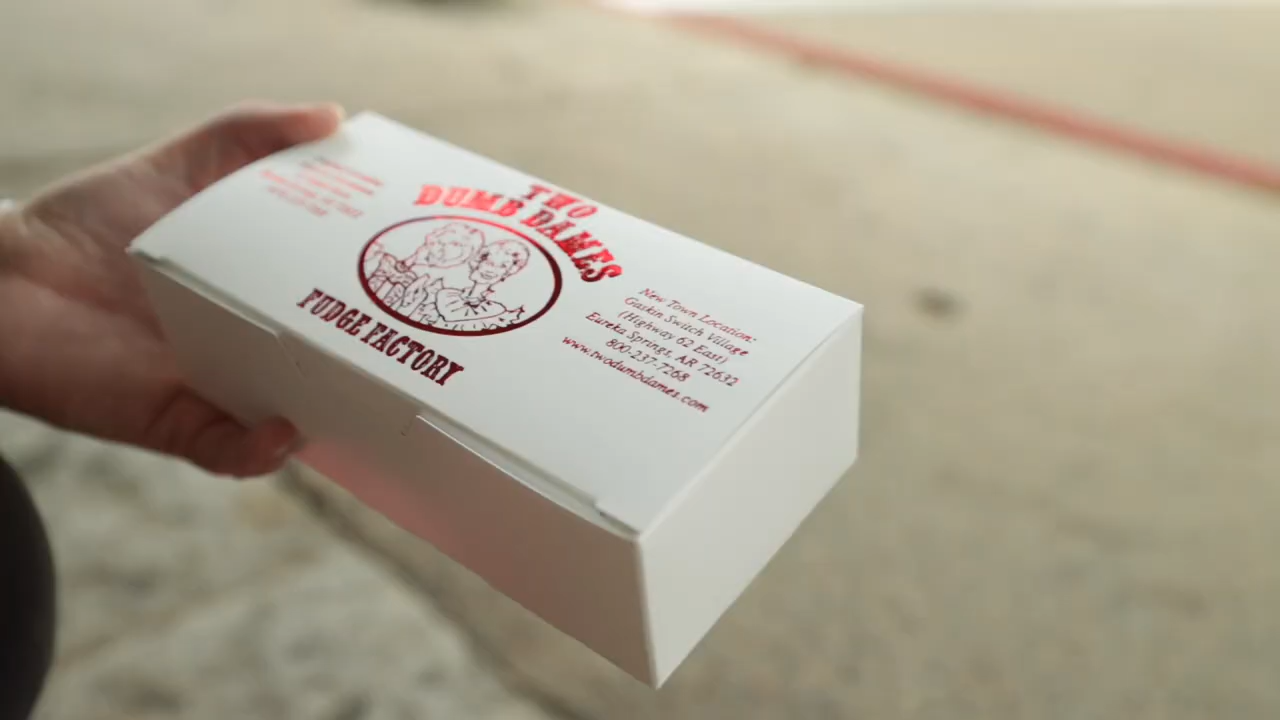 TWO
DUMB DAMES
FUDGE FACTORY
New Town Location:
Gaskin Switch Village
(Highway 62 East)
Eureka Springs, AR 72632
800-237-7268
www.twodumbdames.com